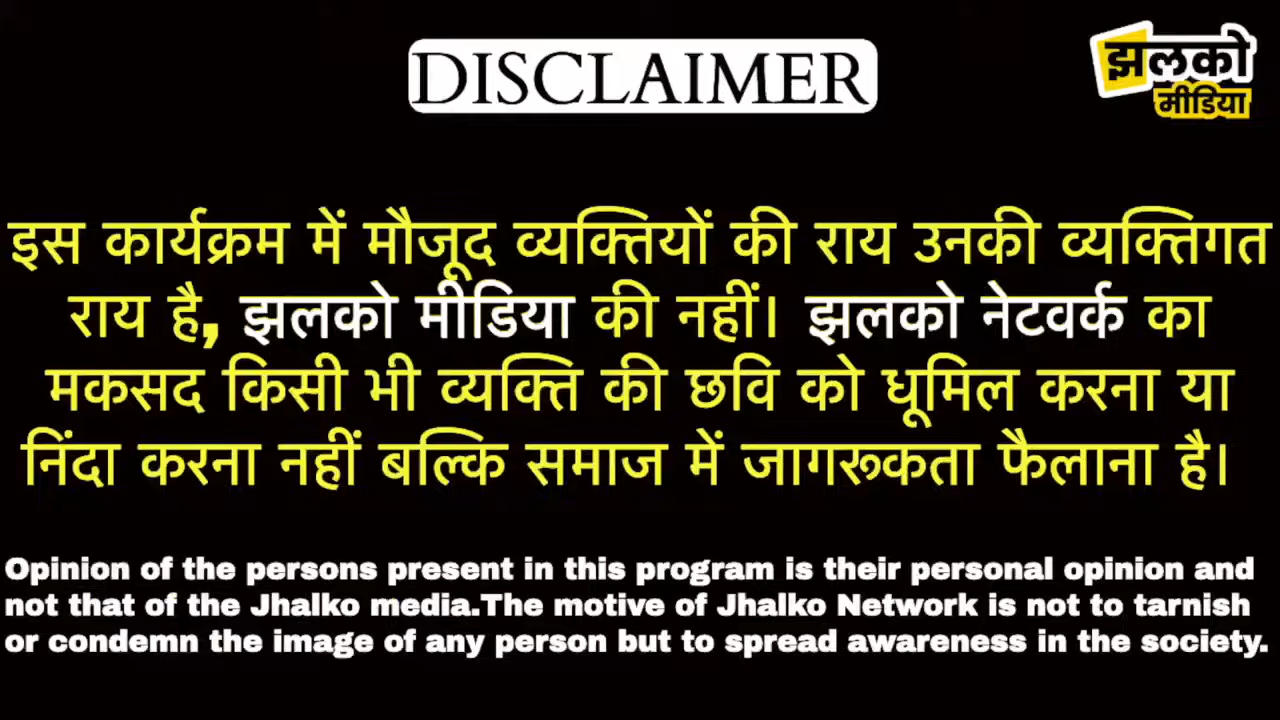 DISCLAIMER
झलको
मीडिया
इस कार्यक्रम में मौजूद व्यक्तियों की राय उनकी व्यक्तिगत
राय है, झलको मीडिया की नहीं। झलको नेटवर्क का
मकसद किसी भी व्यक्ति की छवि को धूमिल करना या
निंदा करना नहीं बल्कि समाज में जागरूकता फैलाना है।
Opinion of the persons present in this program is their personal opinion and
not that of the Jhalko media.The motive of Jhalko Network is not to tarnish
or condemn the image of any person but to spread awareness in the society.